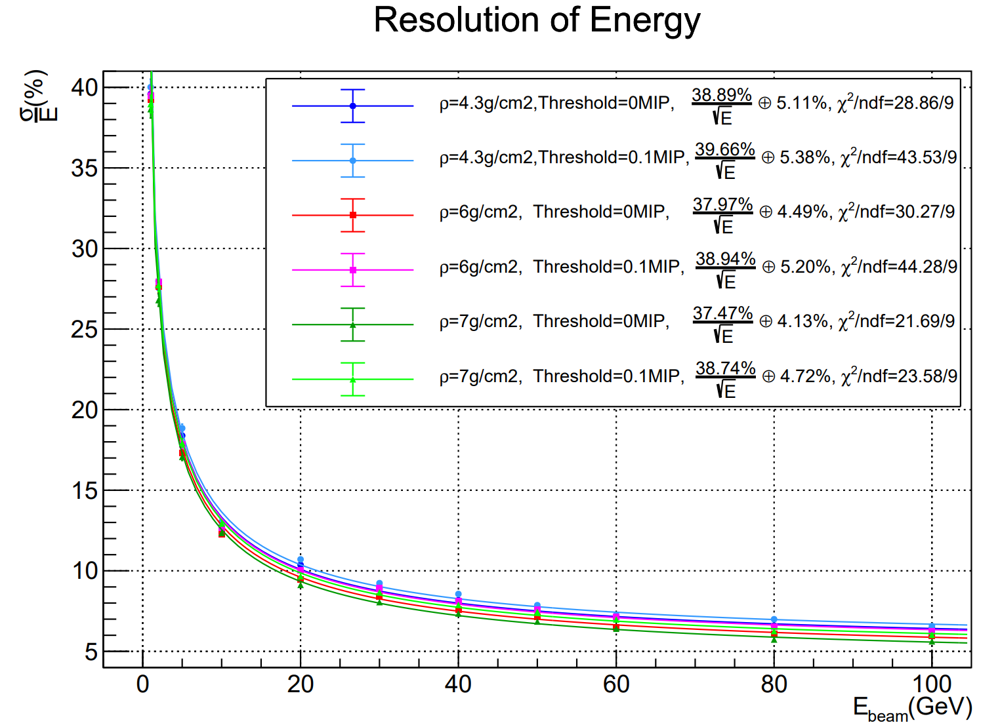 Resolution of Energy
σ/E(%)
40
35
30
25
20
15
10
5
ρ=4.3g/cm2,Threshold=0MIP, 38.89%/√E ⊕ 5.11%, χ²/ndf=28.86/9
ρ=4.3g/cm2,Threshold=0.1MIP, 39.66%/√E ⊕ 5.38%, χ²/ndf=43.53/9
ρ=6g/cm2, Threshold=0MIP, 37.97%/√E ⊕ 4.49%, χ²/ndf=30.27/9
ρ=6g/cm2, Threshold=0.1MIP, 38.94%/√E ⊕ 5.20%, χ²/ndf=44.28/9
ρ=7g/cm2, Threshold=0MIP, 37.47%/√E ⊕ 4.13%, χ²/ndf=21.69/9
ρ=7g/cm2, Threshold=0.1MIP, 38.74%/√E ⊕ 4.72%, χ²/ndf=23.58/9
0 20 40 60 80 100
E_beam(GeV)